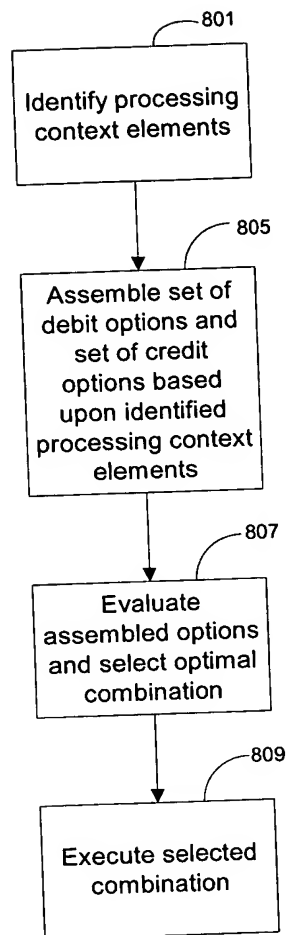 801
Identify processing
context elements
805
Assemble set of
debit options and
set of credit
options based
upon identified
processing context
elements
807
Evaluate
assembled options
and select optimal
combination
809
Execute selected
combination